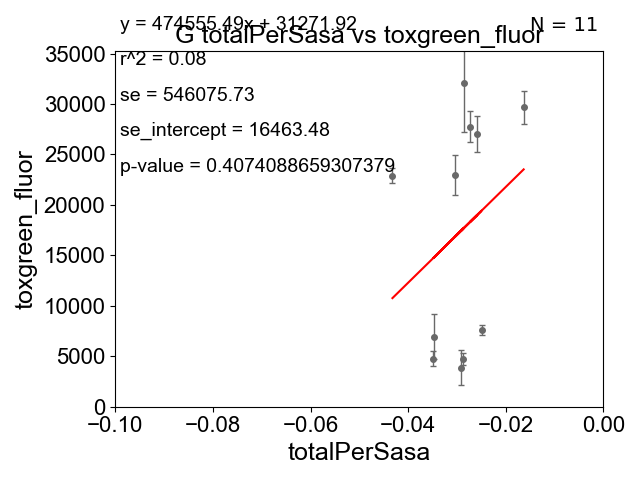 y = 474555.49x + 31271.92
N = 11
G totalPerSasa vs toxgreen_fluor
r^2 = 0.08
se = 546075.73
se_intercept = 16463.48
p-value = 0.4074088659307379
toxgreen_fluor
35000
30000
25000
20000
15000
10000
5000
0
−0.10
−0.08
−0.06
−0.04
−0.02
0.00
totalPerSasa